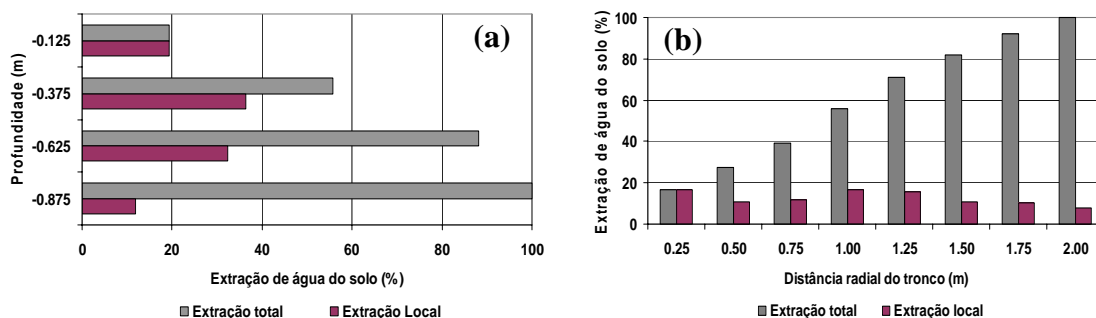 (a)
Profundidade (m)
-0.125
-0.375
-0.625
-0.875
0 20 40 60 80 100
Extração de água do solo (%)
Extração total Extração Local
(b)
Extração de água do solo (%)
100
80
60
40
20
0
0.25 0.50 0.75 1.00 1.25 1.50 1.75 2.00
Distância radial do tronco (m)
Extração total Extração local